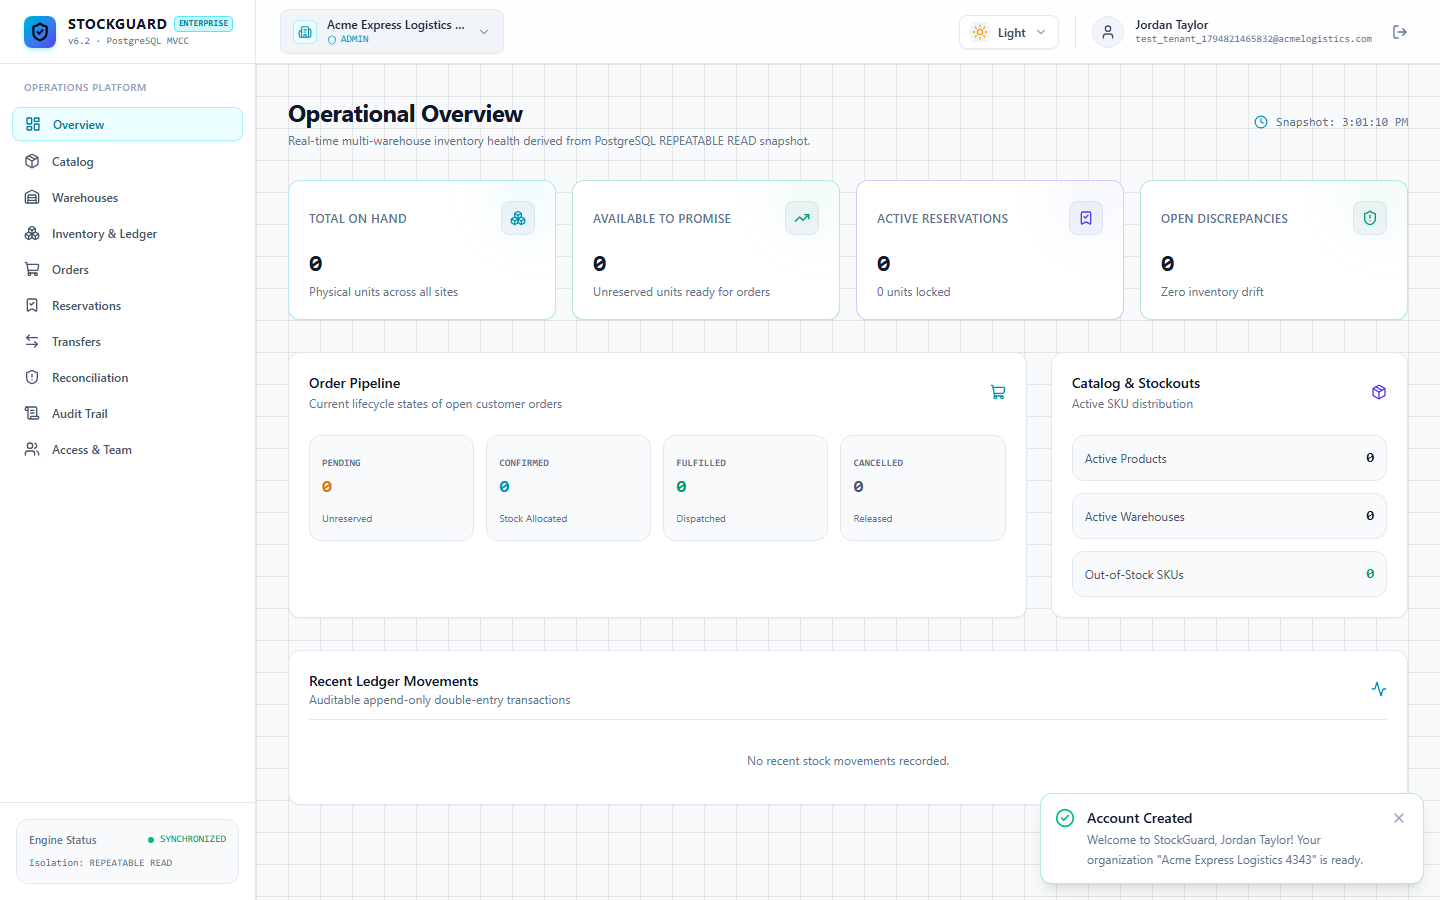 STOCKGUARD ENTERPRISE
v6.2 · PostgreSQL MVCC
Acme Express Logistics ...
ADMIN
Light
Jordan Taylor
test_tenant_1794821465832@acmelogistics.com
OPERATIONS PLATFORM
Overview
Catalog
Warehouses
Inventory & Ledger
Orders
Reservations
Transfers
Reconciliation
Audit Trail
Access & Team
Engine Status SYNCHRONIZED
Isolation: REPEATABLE READ
Operational Overview
Real-time multi-warehouse inventory health derived from PostgreSQL REPEATABLE READ snapshot.
Snapshot: 3:01:10 PM
TOTAL ON HAND
0
Physical units across all sites
AVAILABLE TO PROMISE
0
Unreserved units ready for orders
ACTIVE RESERVATIONS
0
0 units locked
OPEN DISCREPANCIES
0
Zero inventory drift
Order Pipeline
Current lifecycle states of open customer orders
PENDING
0
Unreserved
CONFIRMED
0
Stock Allocated
FULFILLED
0
Dispatched
CANCELLED
0
Released
Catalog & Stockouts
Active SKU distribution
Active Products 0
Active Warehouses 0
Out-of-Stock SKUs 0
Recent Ledger Movements
Auditable append-only double-entry transactions
No recent stock movements recorded.
Account Created
Welcome to StockGuard, Jordan Taylor! Your
organization "Acme Express Logistics 4343" is ready.